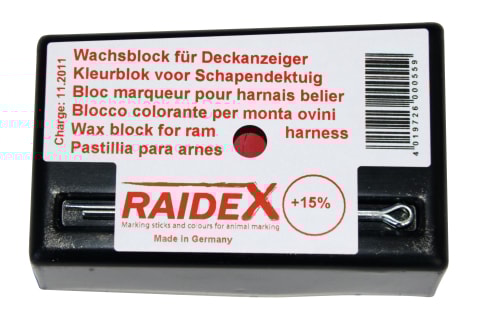 Wachsblock für Deckanzeiger
Kleurblok voor Schapendektuig
Bloc marqueur pour harnais belier
Blocco colorante per monta ovini
Wax block for ram harness
Pastillia para arnes
Charge: 11.2011
4 019726 000559
RAIDEX
+15%
Marking sticks and colours for animal marking
Made in Germany